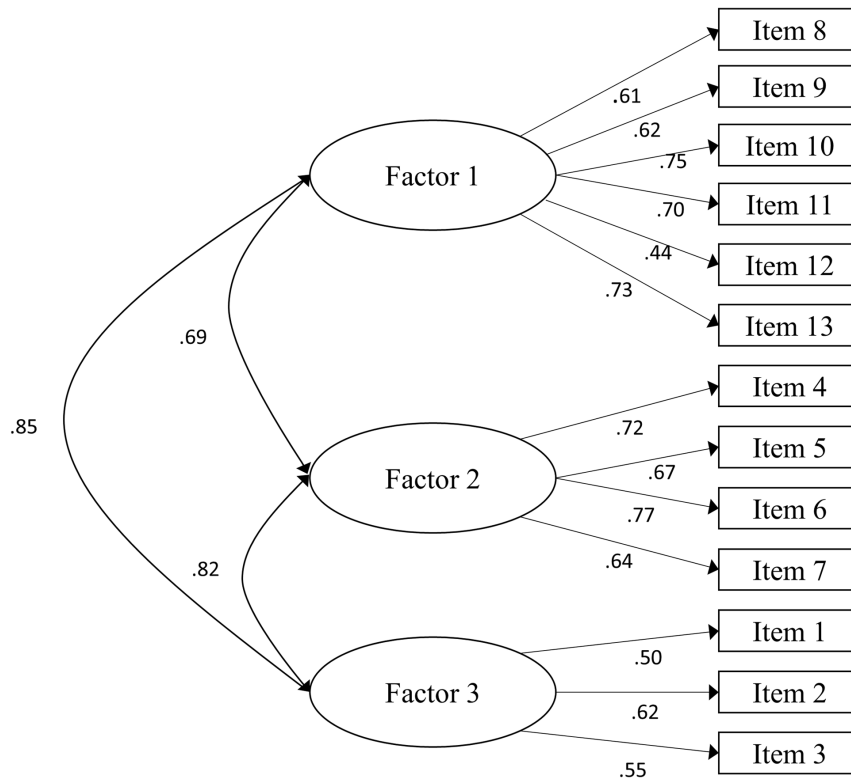 Item 8
.61
Item 9
.62
Item 10
.75
Factor 1
Item 11
.70
Item 12
.44
Item 13
.73
.69
Item 4
.72
.85
Item 5
.67
Factor 2
Item 6
.77
Item 7
.64
.82
Item 1
.50
Factor 3
Item 2
.62
Item 3
.55